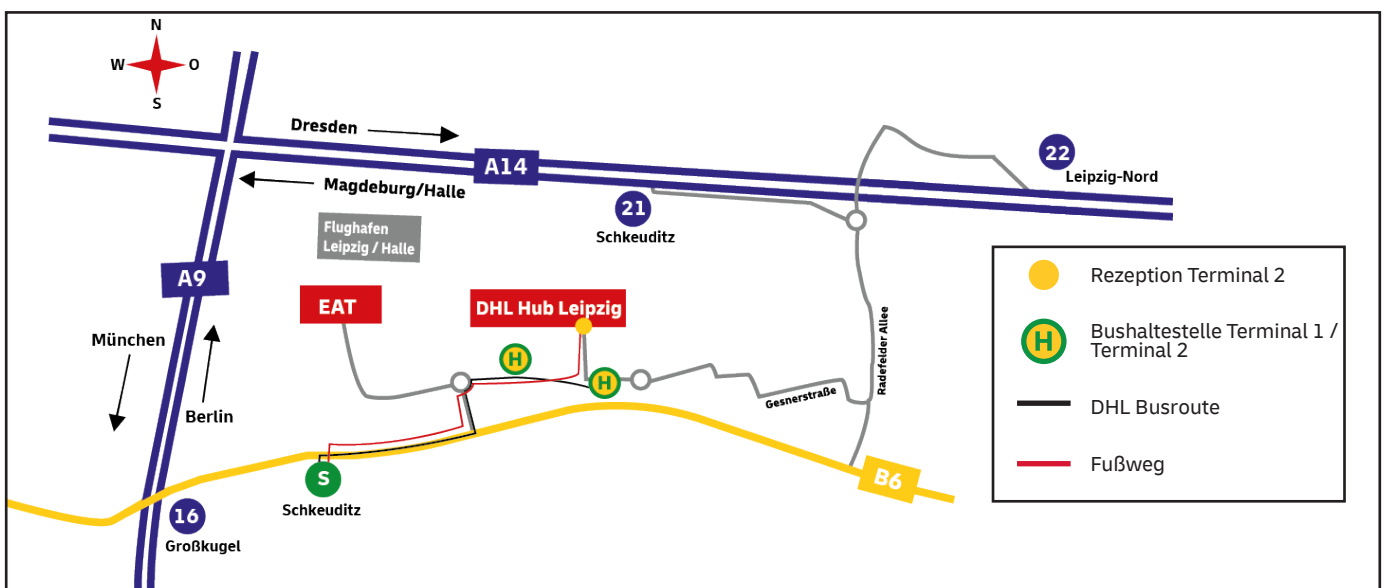 N
W
O
S
Dresden
A14
Magdeburg/Halle
22
Leipzig-Nord
21
Schkeuditz
Flughafen
Leipzig / Halle
A9
EAT
DHL Hub Leipzig
München
Berlin
H
H
Gesnerstraße
Radefelder Allee
S
Schkeuditz
B6
16
Großkugel
Rezeption Terminal 2
H
Bushaltestelle Terminal 1 /
Terminal 2
DHL Busroute
Fußweg